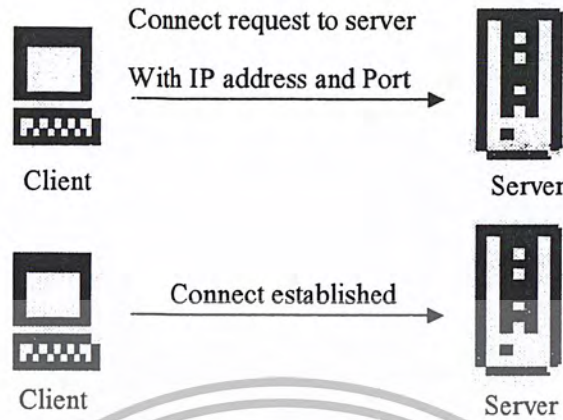 Connect request to server
With IP address and Port
Client
Server
Connect established
Client
Server